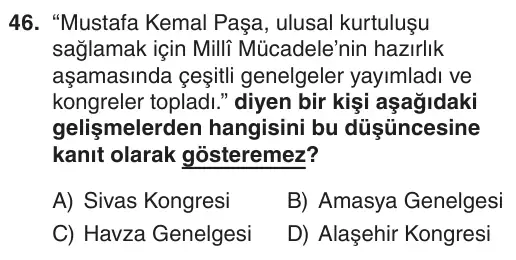 46. “Mustafa Kemal Paşa, ulusal kurtuluşu
sağlamak için Millî Mücadele’nin hazırlık
aşamasında çeşitli genelgeler yayımladı ve
kongreler topladı.” diyen bir kişi aşağıdaki
gelişmelerden hangisini bu düşüncesine
kanıt olarak gösteremez?
A) Sivas Kongresi B) Amasya Genelgesi
C) Havza Genelgesi D) Alaşehir Kongresi